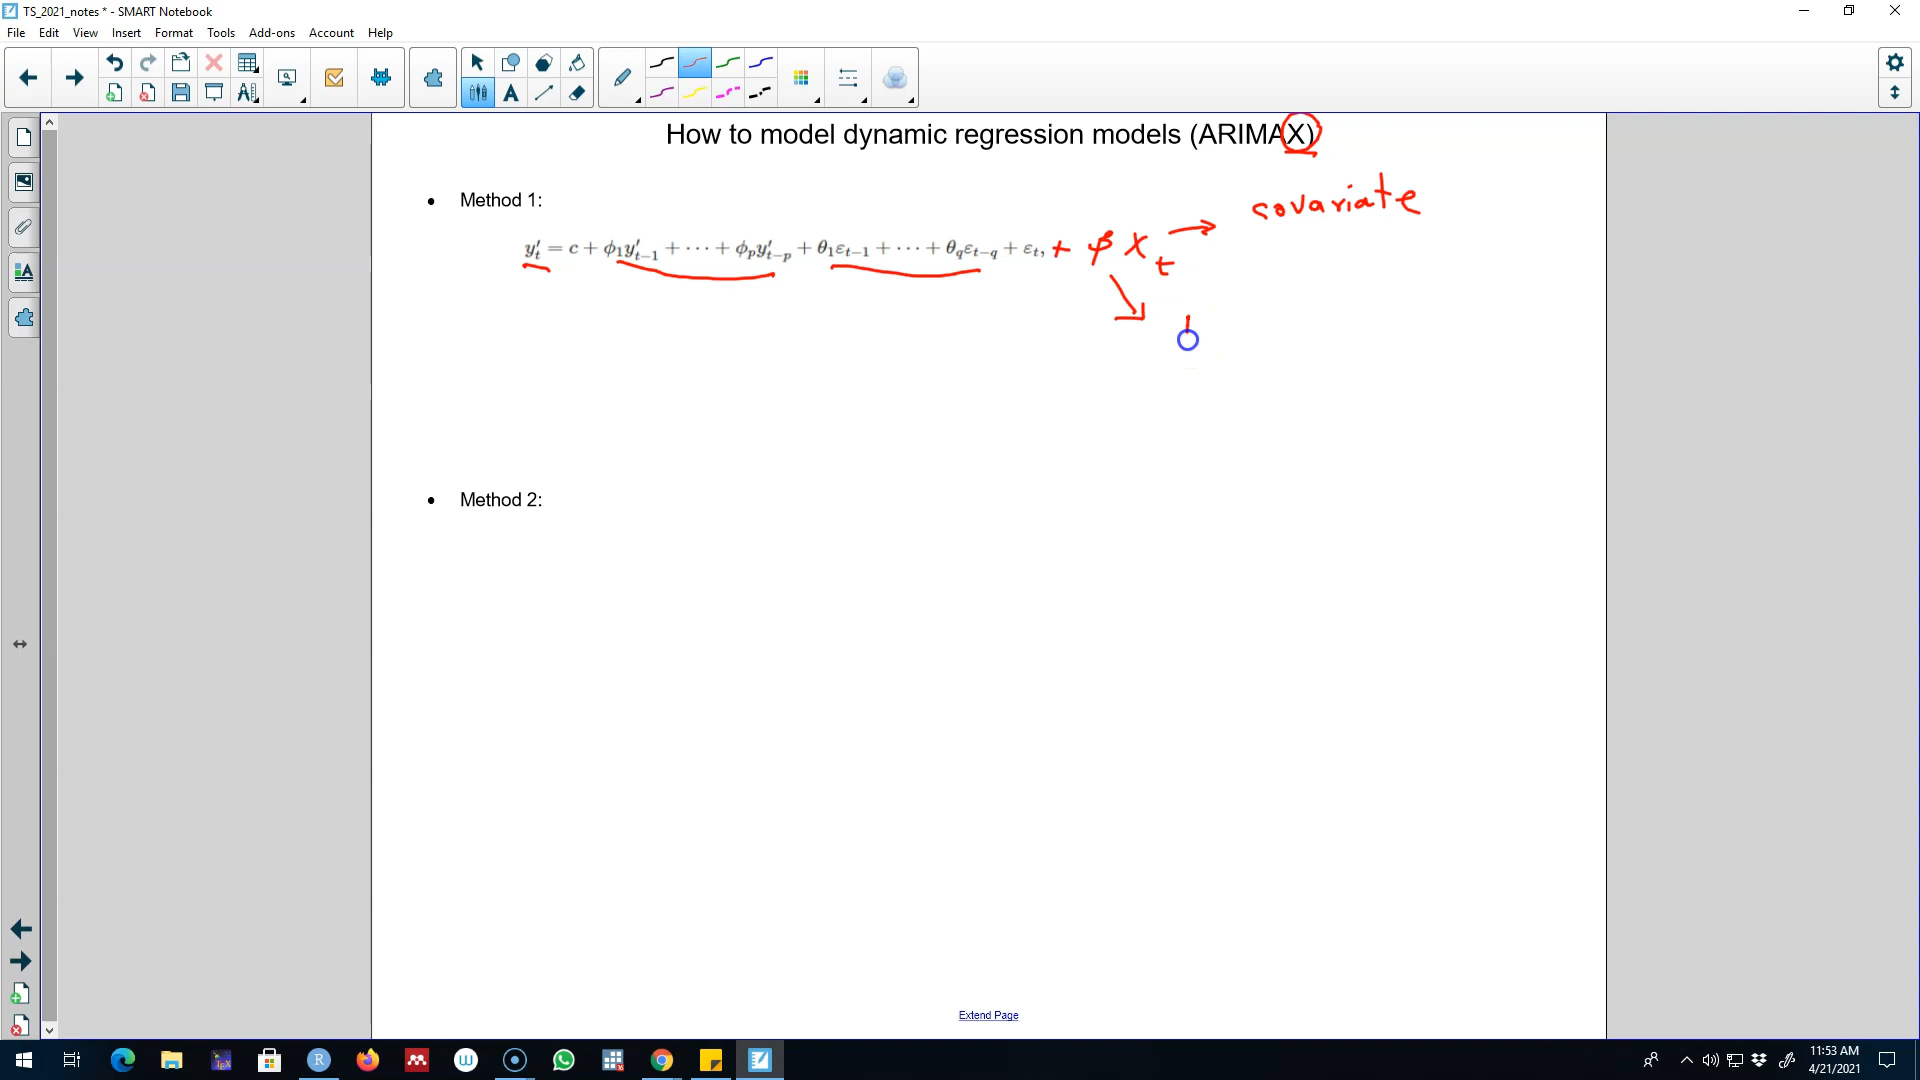 TS_2021_notes * - SMART Notebook
File Edit View Insert Format Tools Add-ons Account Help
How to model dynamic regression models (ARIMAX)
• Method 1:
covariate
y′ₜ = c + ϕ₁y′ₜ₋₁ + ⋯ + ϕₚy′ₜ₋ₚ + θ₁εₜ₋₁ + ⋯ + θqεₜ₋q + εₜ, + β Xₜ
• Method 2:
Extend Page
11:53 AM
4/21/2021